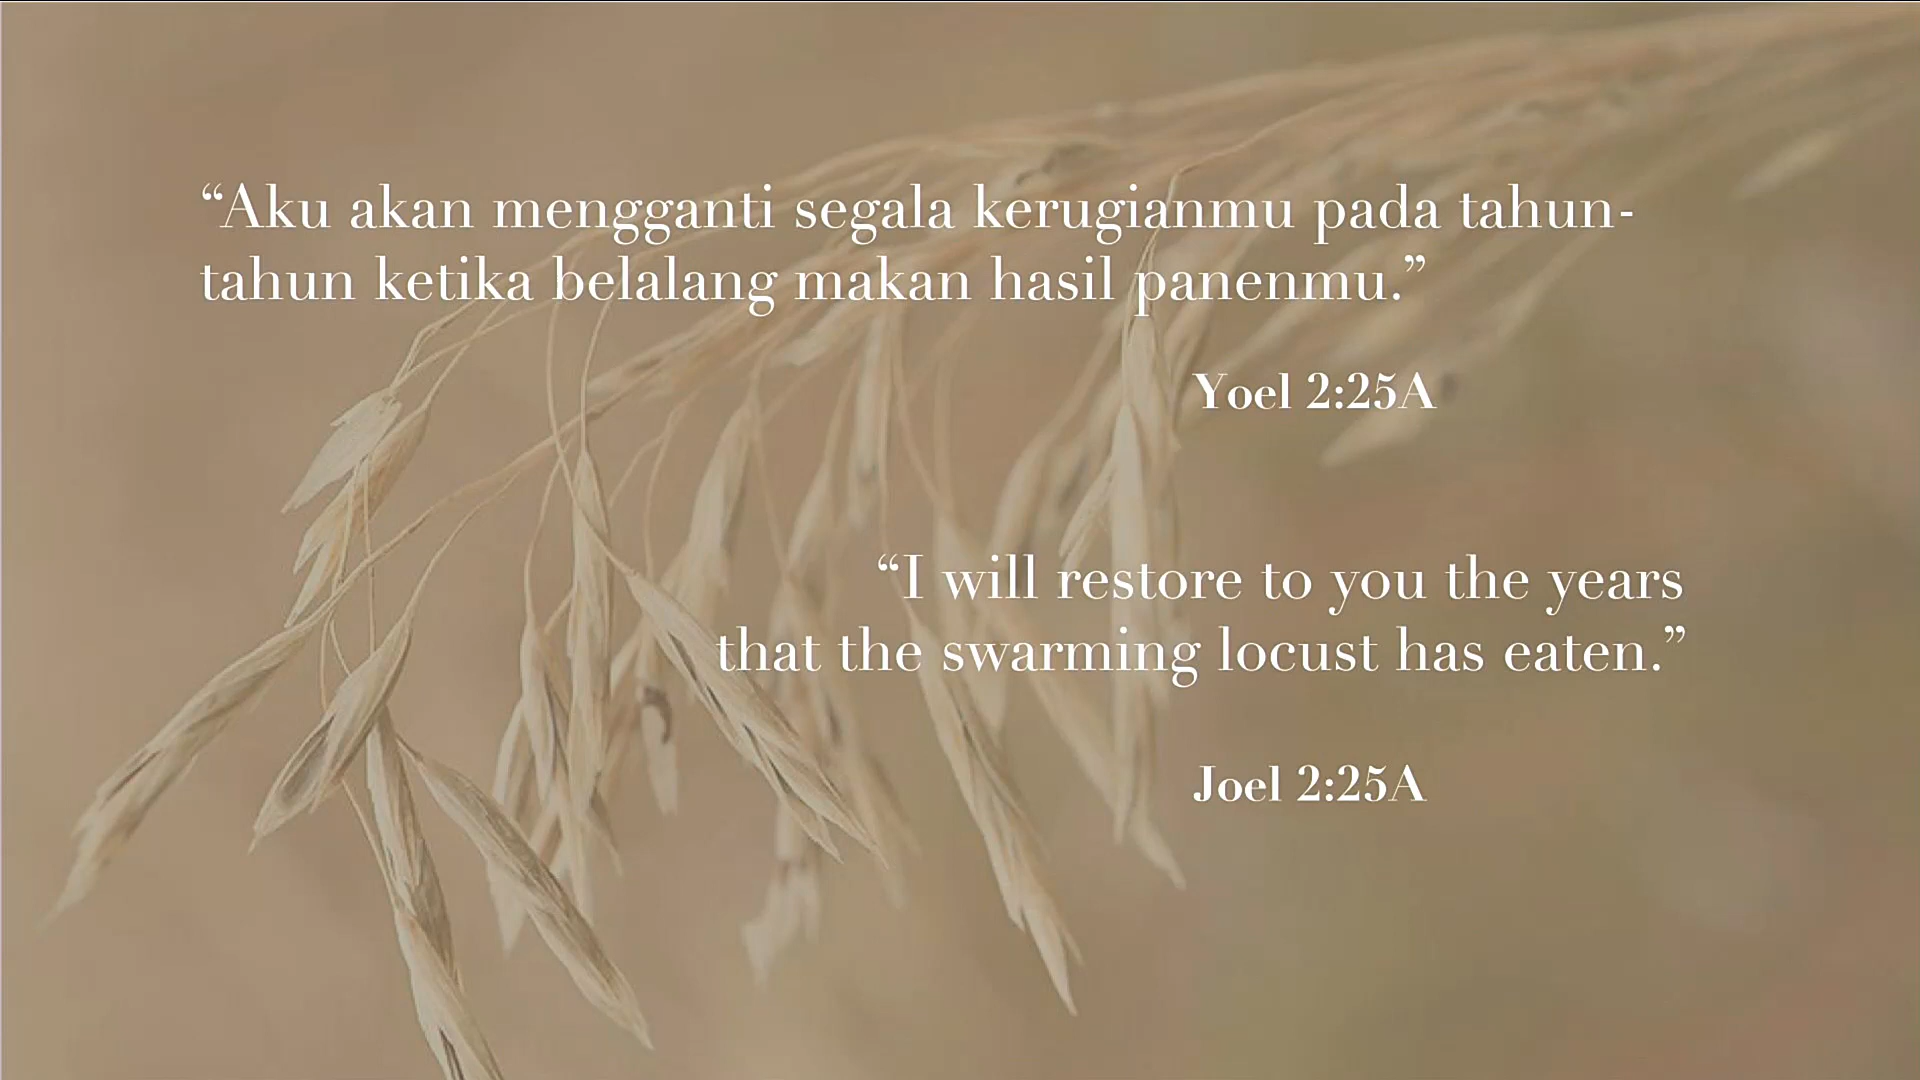 “Aku akan mengganti segala kerugianmu pada tahun-
tahun ketika belalang makan hasil panenmu.”
Yoel 2:25A
“I will restore to you the years
that the swarming locust has eaten.”
Joel 2:25A